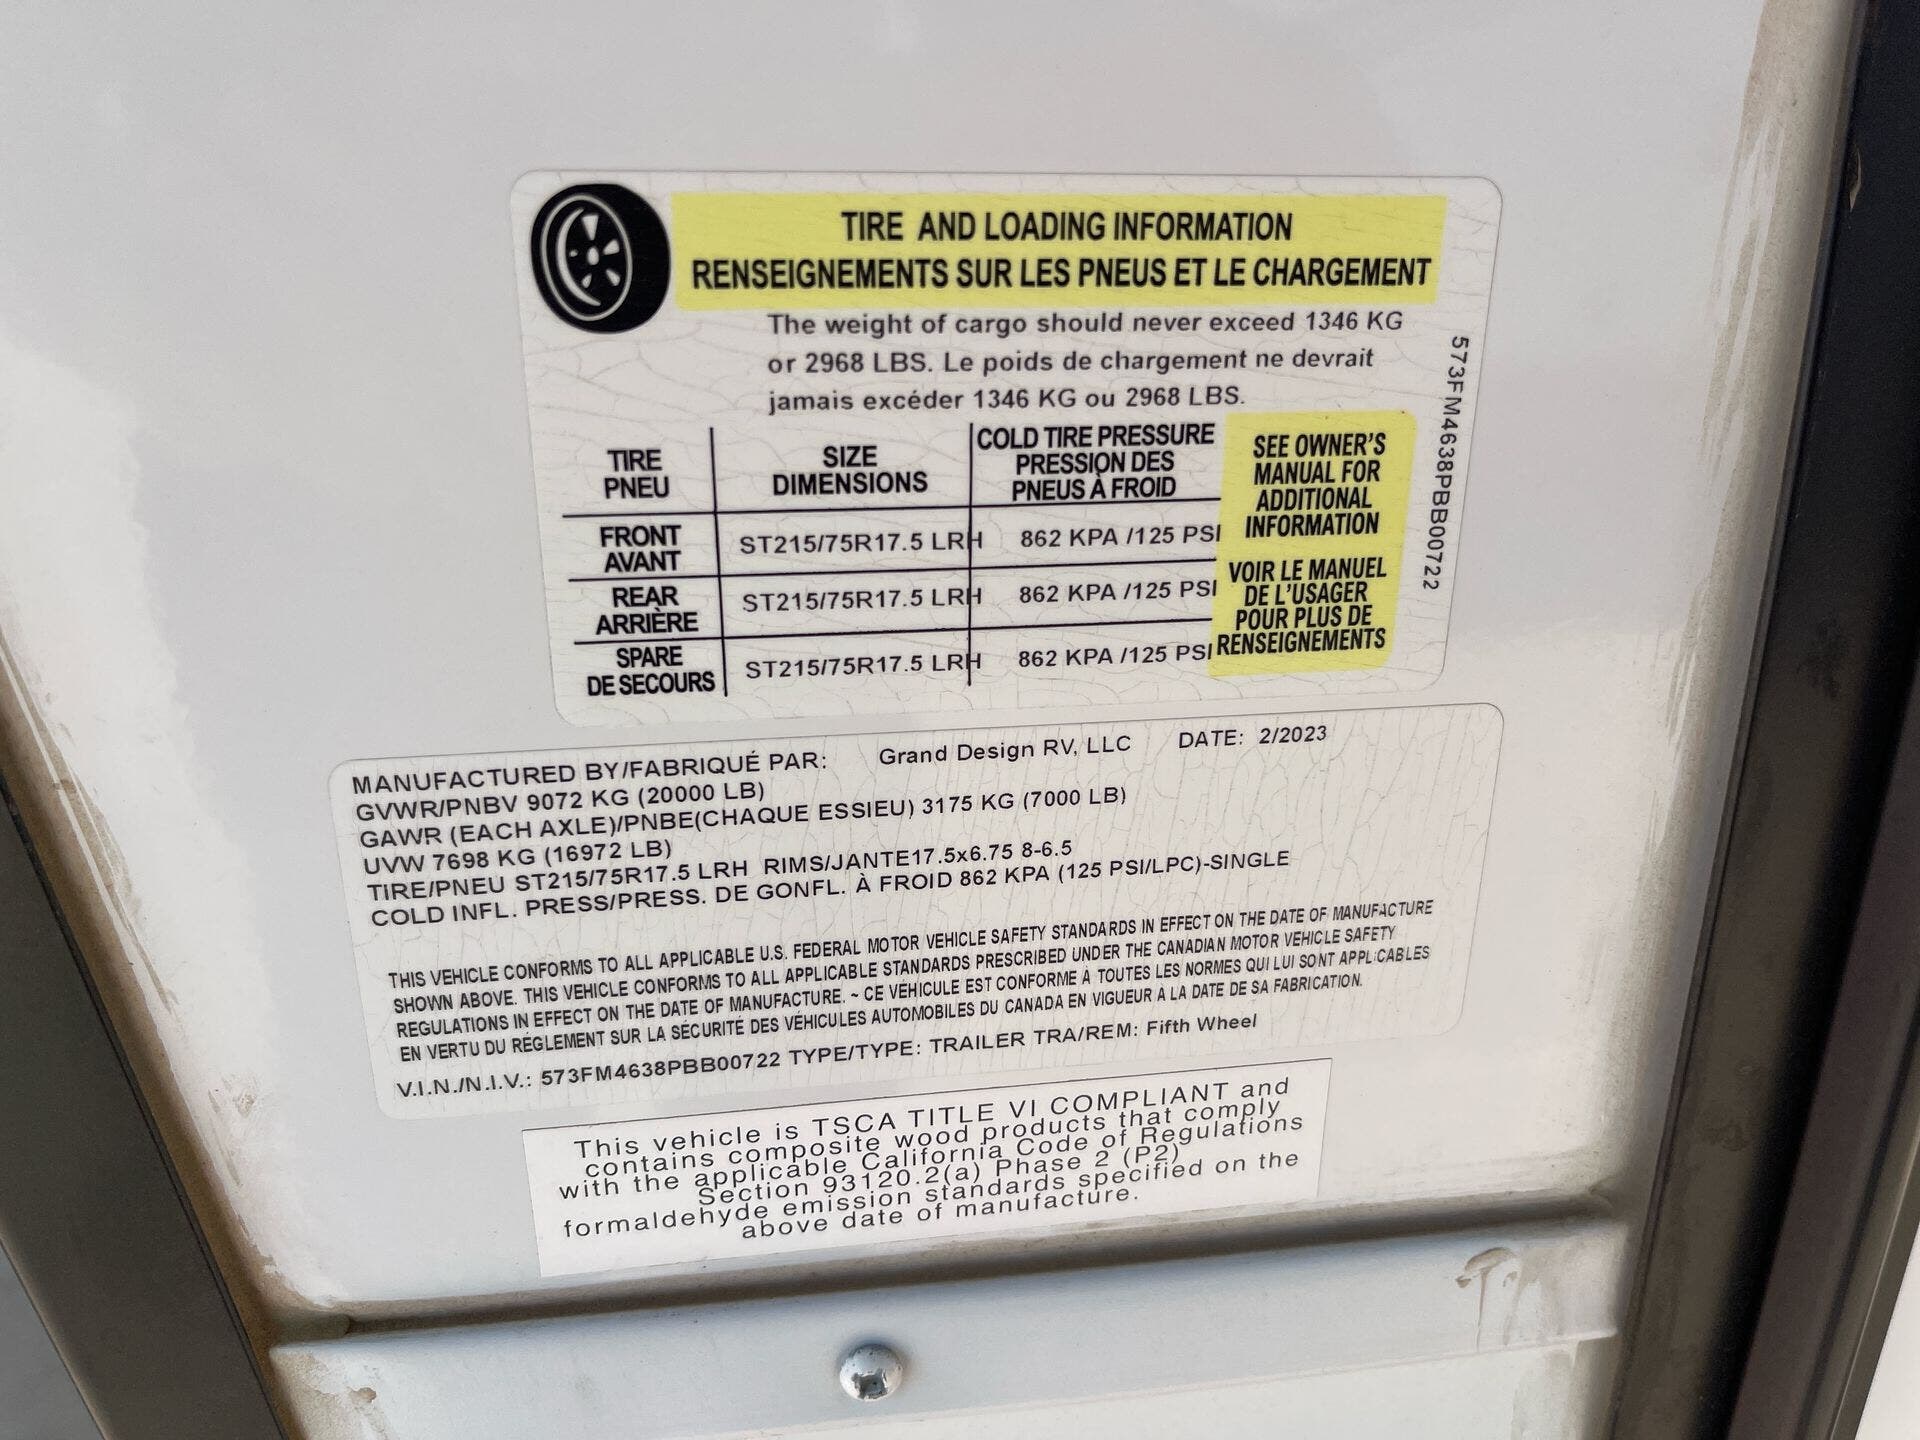 TIRE AND LOADING INFORMATION
RENSEIGNEMENTS SUR LES PNEUS ET LE CHARGEMENT
The weight of cargo should never exceed 1346 KG
or 2968 LBS. Le poids de chargement ne devrait
jamais excéder 1346 KG ou 2968 LBS.
TIRE
PNEU
SIZE
DIMENSIONS
COLD TIRE PRESSURE
PRESSION DES
PNEUS À FROID
FRONT
AVANT
ST215/75R17.5 LRH
862 KPA /125 PSI
REAR
ARRIÈRE
ST215/75R17.5 LRH
862 KPA /125 PSI
SPARE
DE SECOURS
ST215/75R17.5 LRH
862 KPA /125 PSI
SEE OWNER'S
MANUAL FOR
ADDITIONAL
INFORMATION
VOIR LE MANUEL
DE L'USAGER
POUR PLUS DE
RENSEIGNEMENTS
573FM4638PBB00722
MANUFACTURED BY/FABRIQUÉ PAR: Grand Design RV, LLC DATE: 2/2023
GVWR/PNBV 9072 KG (20000 LB)
GAWR (EACH AXLE)/PNBE(CHAQUE ESSIEU) 3175 KG (7000 LB)
UVW 7698 KG (16972 LB)
TIRE/PNEU ST215/75R17.5 LRH RIMS/JANTE17.5x6.75 8-6.5
COLD INFL. PRESS/PRESS. DE GONFL. À FROID 862 KPA (125 PSI/LPC)-SINGLE
THIS VEHICLE CONFORMS TO ALL APPLICABLE U.S. FEDERAL MOTOR VEHICLE SAFETY STANDARDS IN EFFECT ON THE DATE OF MANUFACTURE
SHOWN ABOVE. THIS VEHICLE CONFORMS TO ALL APPLICABLE STANDARDS PRESCRIBED UNDER THE CANADIAN MOTOR VEHICLE SAFETY
REGULATIONS IN EFFECT ON THE DATE OF MANUFACTURE. ~ CE VÉHICULE EST CONFORME À TOUTES LES NORMES QUI LUI SONT APPLICABLES
EN VERTU DU RÉGLEMENT SUR LA SÉCURITÉ DES VÉHICULES AUTOMOBILES DU CANADA EN VIGUEUR À LA DATE DE SA FABRICATION.
V.I.N./N.I.V.: 573FM4638PBB00722 TYPE/TYPE: TRAILER TRA/REM: Fifth Wheel
This vehicle is TSCA TITLE VI COMPLIANT and
contains composite wood products that comply
with the applicable California Code of Regulations
Section 93120.2(a) Phase 2 (P2)
formaldehyde emission standards specified on the
above date of manufacture.